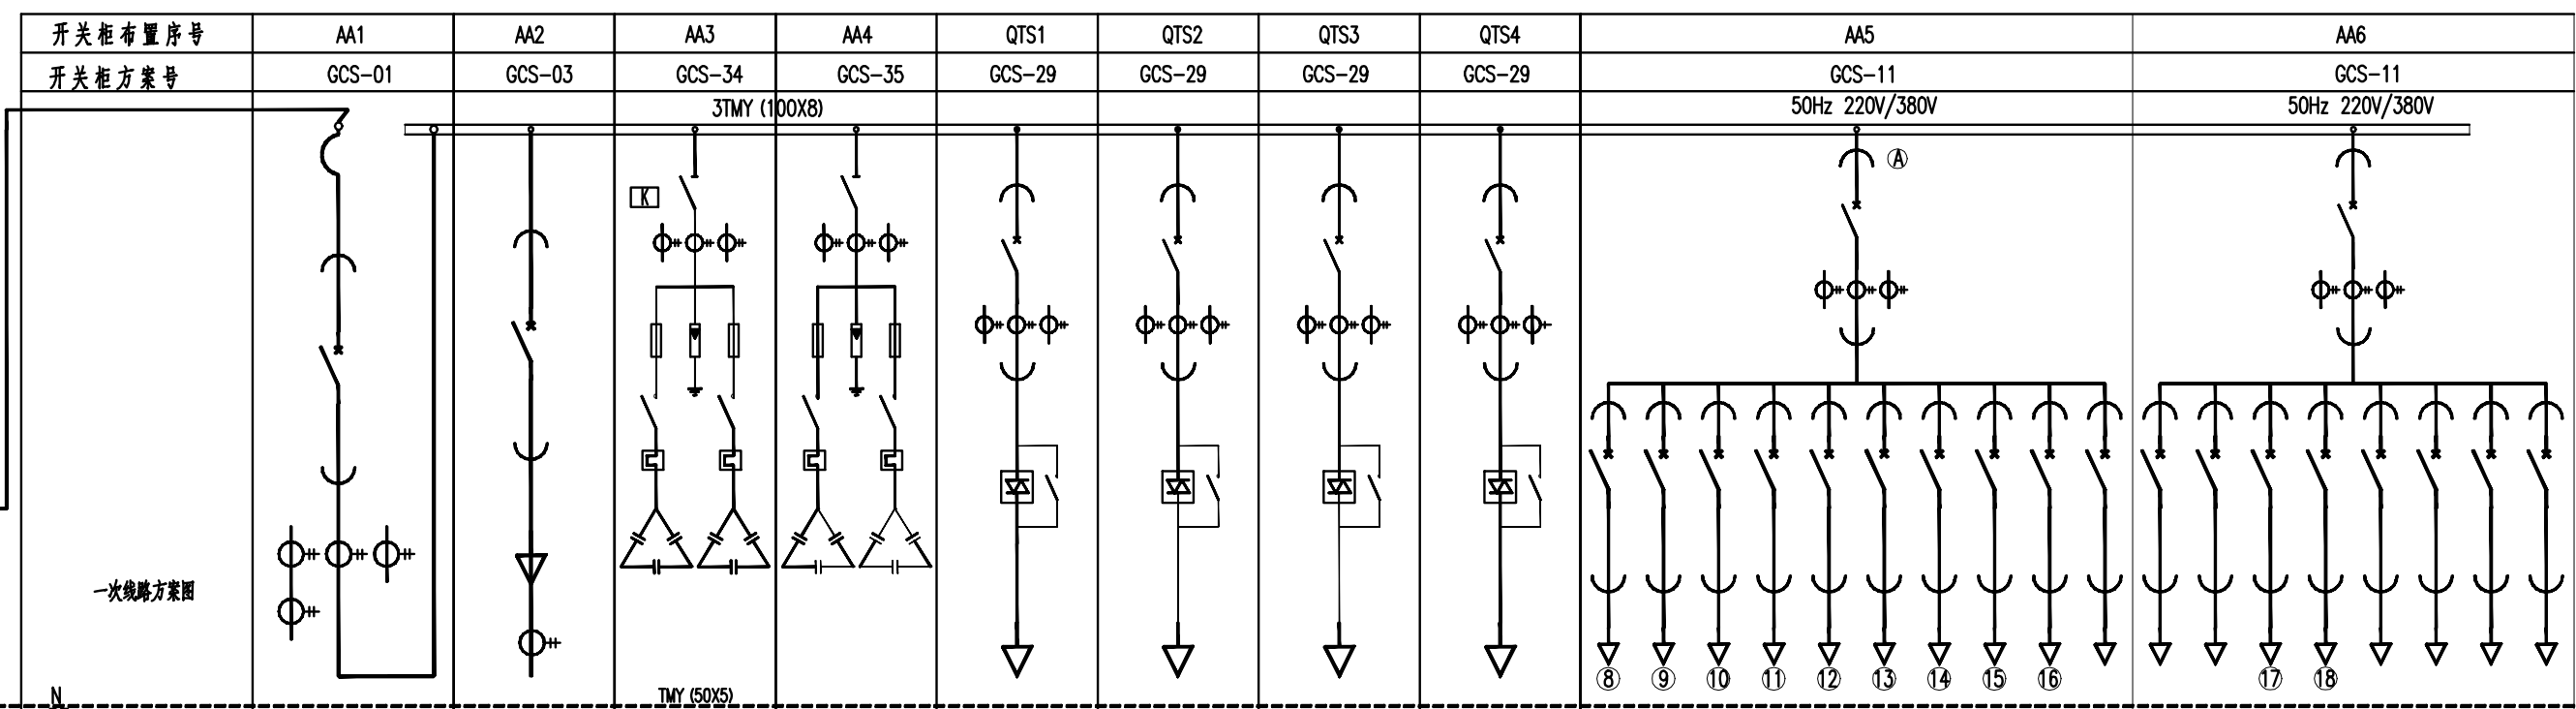 开关柜布置序号 AA1 AA2 AA3 AA4 QTS1 QTS2 QTS3 QTS4 AA5 AA6
开关柜方案号 GCS-01 GCS-03 GCS-34 GCS-35 GCS-29 GCS-29 GCS-29 GCS-29 GCS-11 GCS-11
3TMY (100X8) 50Hz 220V/380V 50Hz 220V/380V
A
K
一次线路方案图
⑧ ⑨ ⑩ ⑪ ⑫ ⑬ ⑭ ⑮ ⑯ ⑰ ⑱
N TMY (50X5)